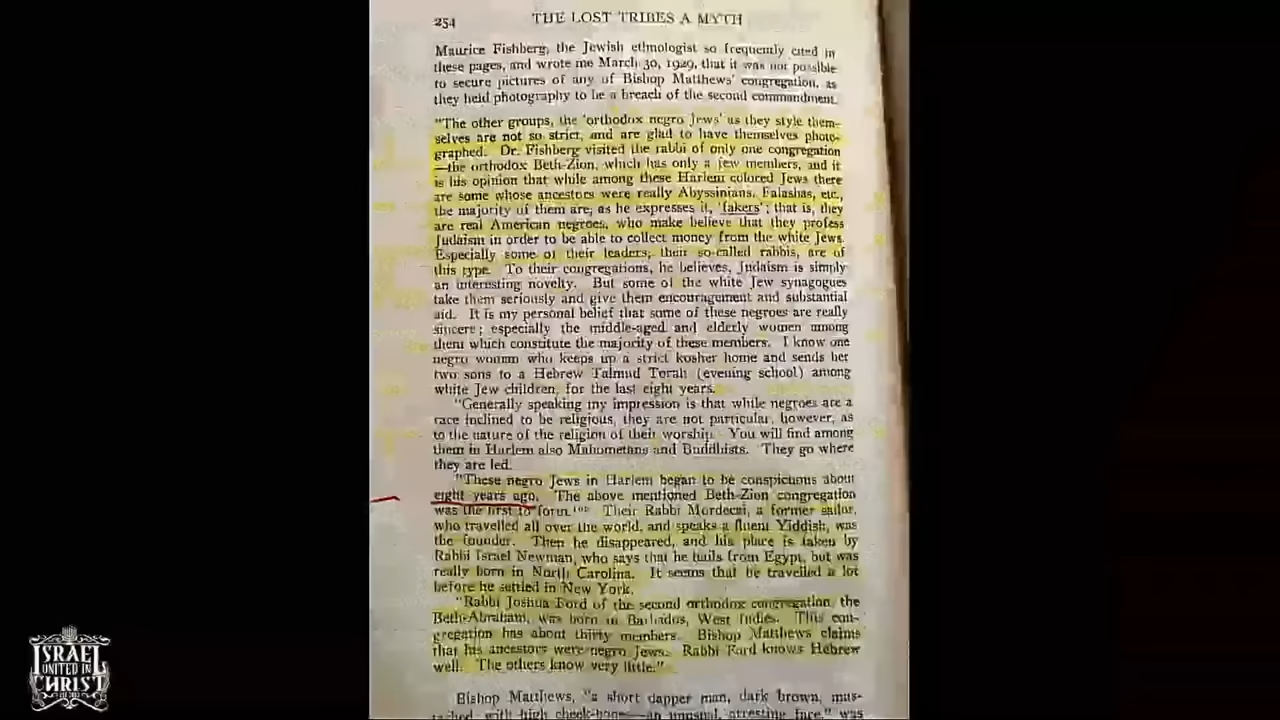 254 THE LOST TRIBES A MYTH
Maurice Fishberg, the Jewish ethnologist so frequently cited in
these pages, and wrote me March 30, 1929, that it was not possible
to secure pictures of any of Bishop Matthews' congregation, as
they held photography to be a breach of the second commandment.
"The other groups, the 'orthodox negro Jews' as they style them-
selves are not so strict, and are glad to have themselves photo-
graphed. Dr. Fishberg visited the rabbi of only one congregation
—the orthodox Beth-Zion, which has only a few members, and it
is his opinion that while among these Harlem colored Jews there
are some whose ancestors were really Abyssinians, Falashas, etc.,
the majority of them are, as he expresses it, 'fakers'; that is, they
are real American negroes, who make believe that they profess
Judaism in order to be able to collect money from the white Jews.
Especially some of their leaders, their so-called rabbis, are of
this type. To their congregations, he believes, Judaism is simply
an interesting novelty. But some of the white Jew synagogues
take them seriously and give them encouragement and substantial
aid. It is my personal belief that some of these negroes are really
sincere; especially the middle-aged and elderly women among
them which constitute the majority of these members. I know one
negro woman who keeps up a strict kosher home and sends her
two sons to a Hebrew Talmud Torah (evening school) among
white Jew children, for the last eight years.
"Generally speaking my impression is that while negroes are a
race inclined to be religious, they are not particular, however, as
to the nature of the religion of their worship. You will find among
them in Harlem also Mahometans and Buddhists. They go where
they are led.
"These negro Jews in Harlem began to be conspicuous about
eight years ago. The above mentioned Beth-Zion congregation
was the first to form. Their Rabbi Mordecai, a former sailor,
who travelled all over the world, and speaks a fluent Yiddish, was
the founder. Then he disappeared, and his place is taken by
Rabbi Israel Newman, who says that he hails from Egypt, but was
really born in North Carolina. It seems that he travelled a lot
before he settled in New York.
"Rabbi Joshua Ford of the second orthodox congregation, the
Beth-Abraham, was born in Barbados, West Indies. This con-
gregation has about thirty members. Bishop Matthews claims
that his ancestors were negro Jews. Rabbi Ford knows Hebrew
well. The others know very little."
Bishop Matthews, "a short dapper man, dark brown, mus-
tached with high cheek-bones—an unusual, arresting face," was
ISRAEL
UNITED IN
CHRIST